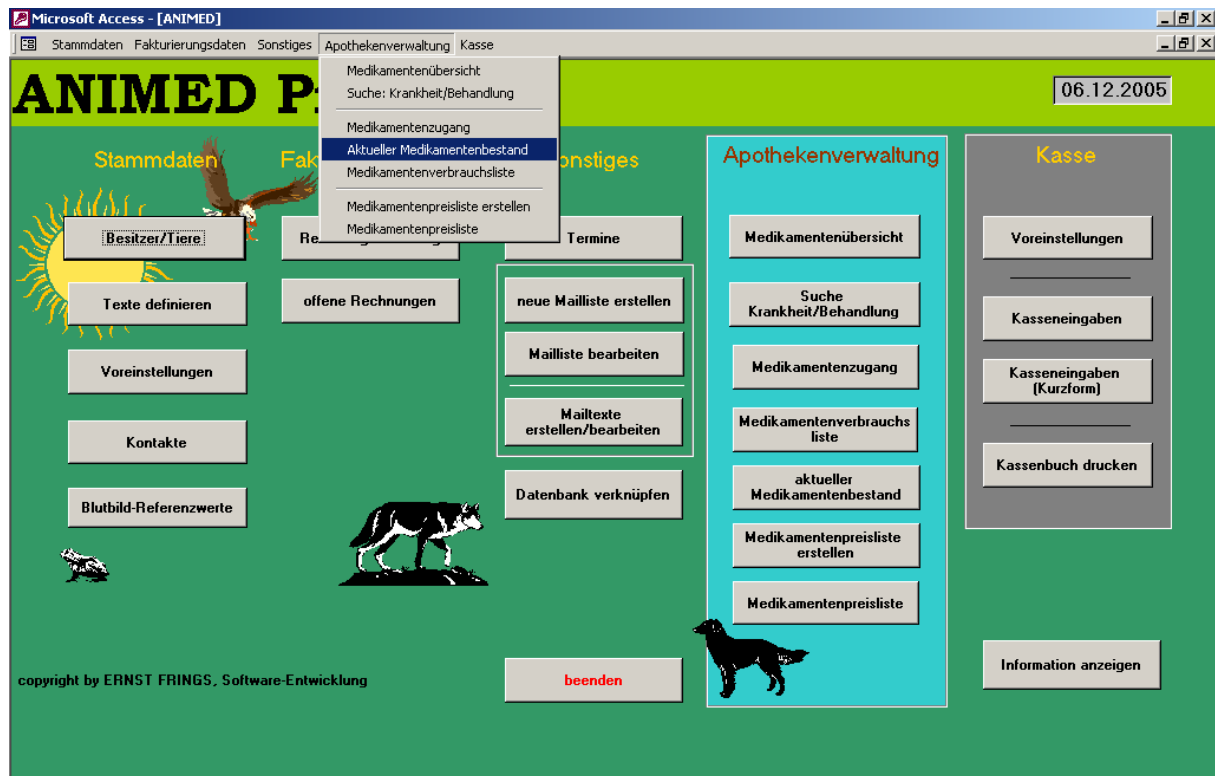 Microsoft Access - [ANIMED]
Stammdaten Fakturierungsdaten Sonstiges Apothekenverwaltung Kasse
Medikamentenübersicht
Suche: Krankheit/Behandlung
Medikamentenzugang
Aktueller Medikamentenbestand
Medikamentenverbrauchsliste
Medikamentenpreisliste erstellen
Medikamentenpreisliste
ANIMED
06.12.2005
Stammdaten
Besitzer/Tiere
Texte definieren
Voreinstellungen
Kontakte
Blutbild-Referenzwerte
offene Rechnungen
Termine
neue Mailliste erstellen
Mailliste bearbeiten
Mailtexte
erstellen/bearbeiten
Datenbank verknüpfen
beenden
Apothekenverwaltung
Medikamentenübersicht
Suche
Krankheit/Behandlung
Medikamentenzugang
Medikamentenverbrauchs
liste
aktueller
Medikamentenbestand
Medikamentenpreisliste
erstellen
Medikamentenpreisliste
Kasse
Voreinstellungen
Kasseneingaben
Kasseneingaben
(Kurzform)
Kassenbuch drucken
Information anzeigen
copyright by ERNST FRINGS, Software-Entwicklung